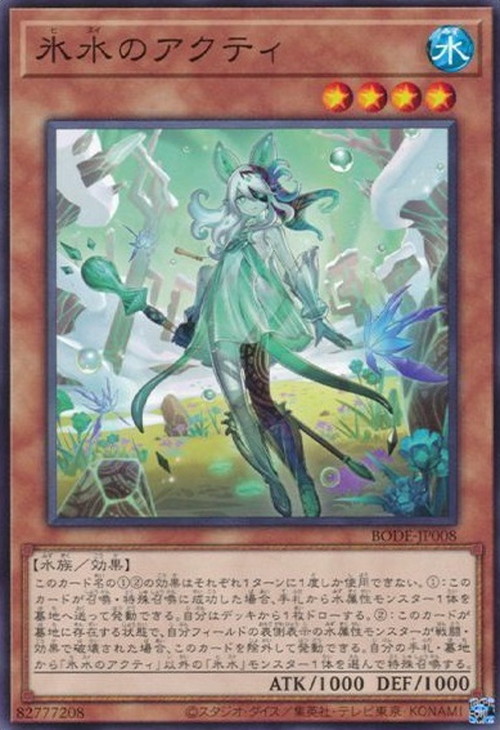 氷水のアクティ
水
BODE-JP008
【水族／効果】
このカード名の①②の効果はそれぞれ1ターンに1度しか使用できない。①：この
カードが召喚・特殊召喚に成功した場合、手札から水属性モンスター1体を
墓地へ送って発動できる。自分はデッキから1枚ドローする。②：このカードが
墓地に存在する状態で、自分フィールドの表側表示の水属性モンスターが戦闘・
効果で破壊された場合、このカードを除外して発動できる。自分の手札・墓地
から「氷水のアクティ」以外の「氷水」モンスター1体を選んで特殊召喚する。
ATK/1000 DEF/1000
82777208 ©スタジオ・ダイス／集英社・テレビ東京・KONAMI